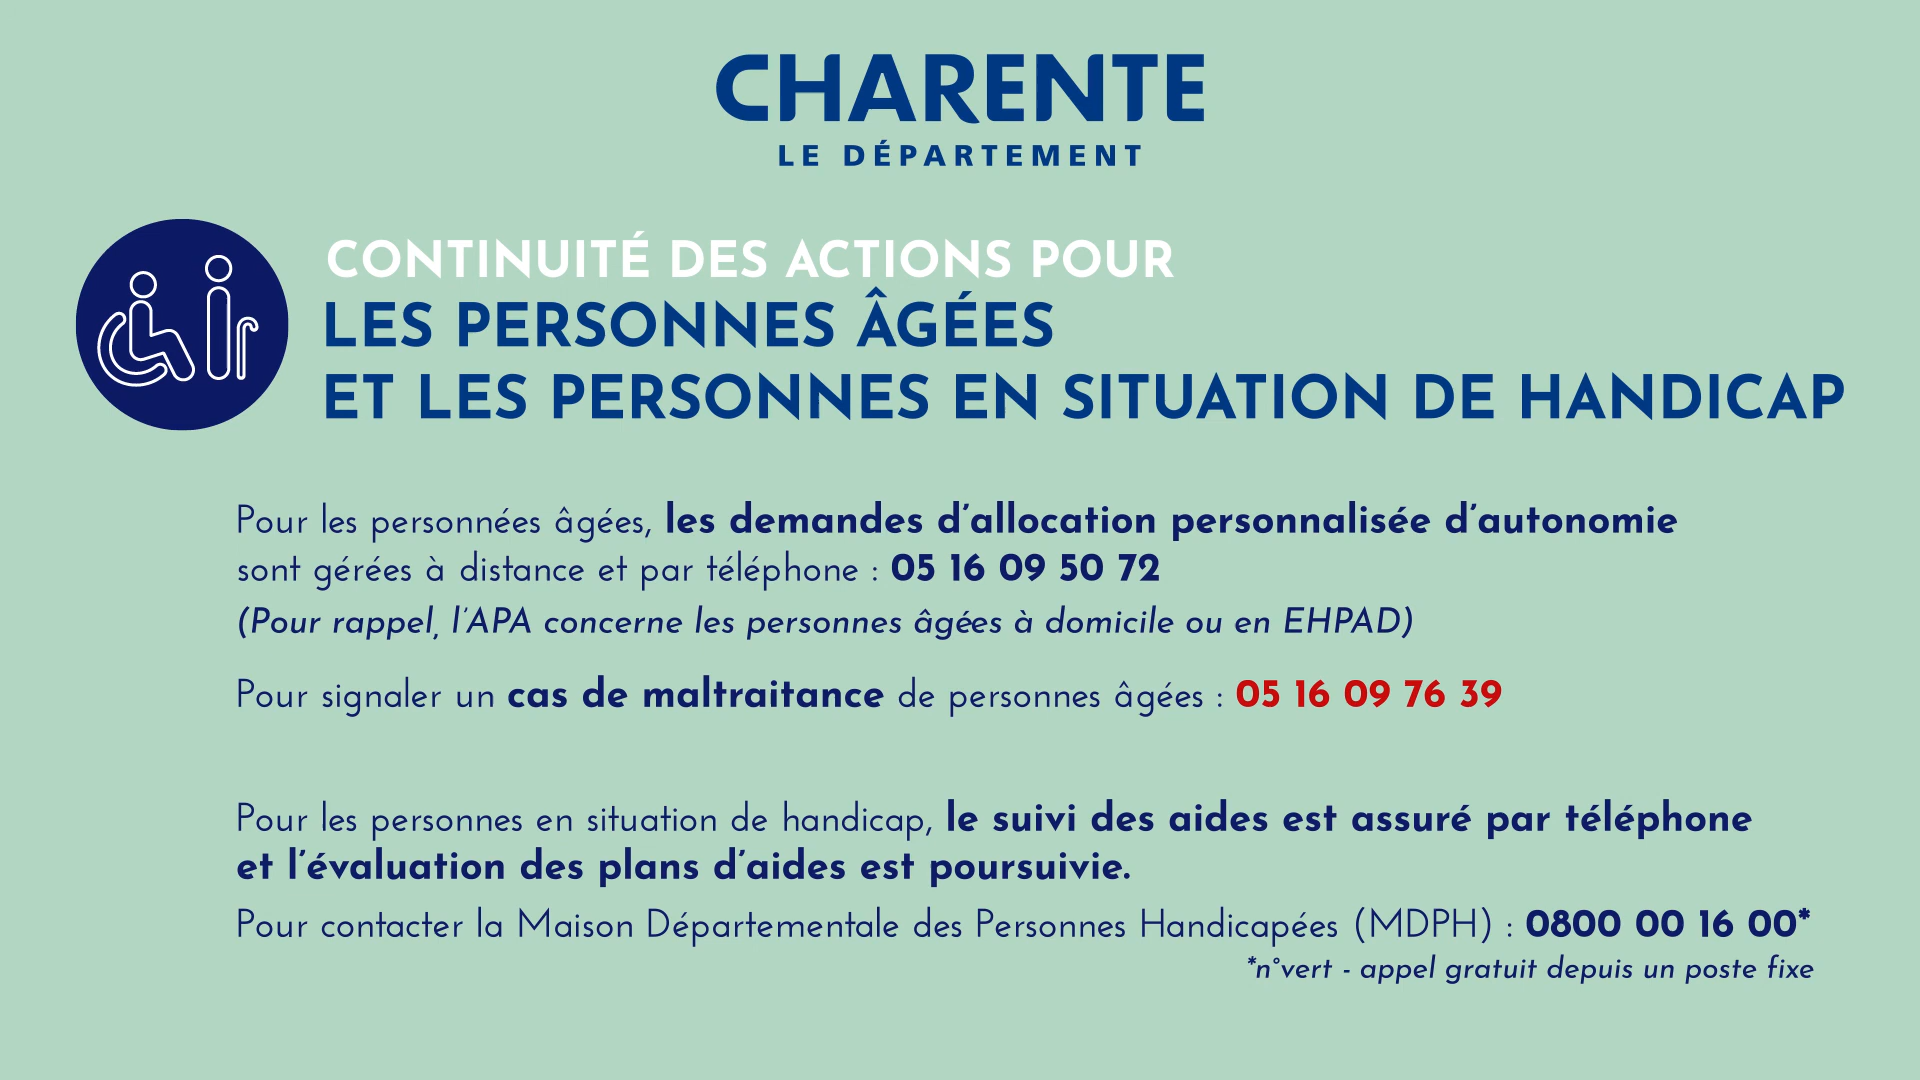 CHARENTE
LE DÉPARTEMENT
CONTINUITÉ DES ACTIONS POUR
LES PERSONNES ÂGÉES
ET LES PERSONNES EN SITUATION DE HANDICAP
Pour les personnées âgées, les demandes d'allocation personnalisée d'autonomie
sont gérées à distance et par téléphone : 05 16 09 50 72
(Pour rappel, l'APA concerne les personnes âgées à domicile ou en EHPAD)
Pour signaler un cas de maltraitance de personnes âgées : 05 16 09 76 39
Pour les personnes en situation de handicap, le suivi des aides est assuré par téléphone
et l'évaluation des plans d'aides est poursuivie.
Pour contacter la Maison Départementale des Personnes Handicapées (MDPH) : 0800 00 16 00*
*n°vert - appel gratuit depuis un poste fixe